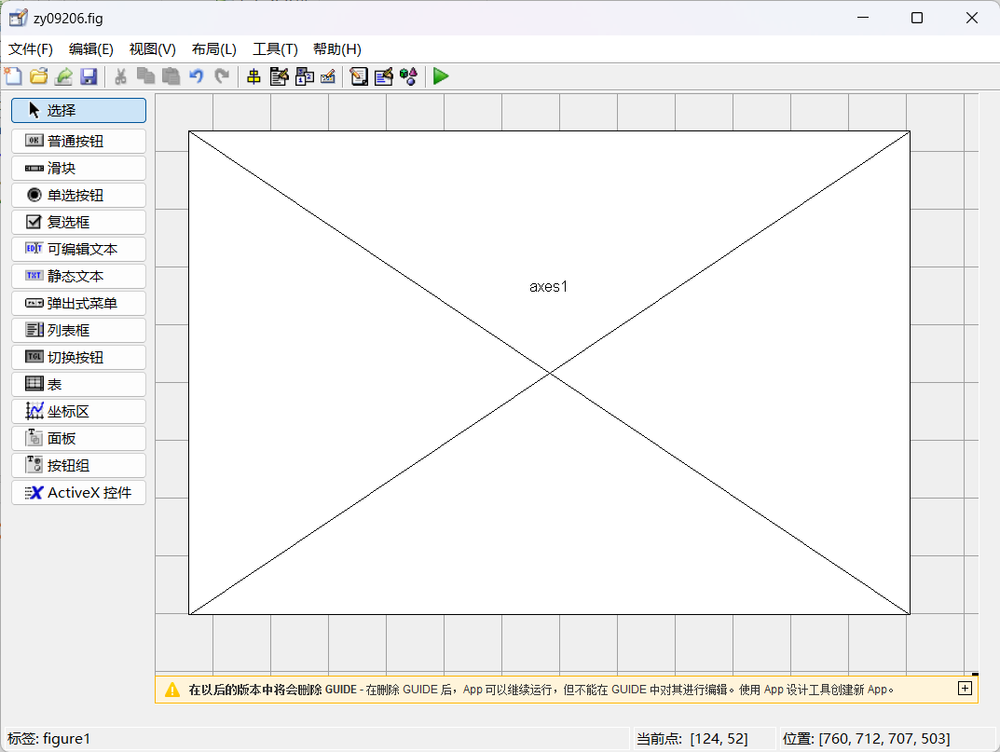 zy09206.fig
文件(F) 编辑(E) 视图(V) 布局(L) 工具(T) 帮助(H)
选择
OK 普通按钮
滑块
单选按钮
复选框
EDIT 可编辑文本
TXT 静态文本
弹出式菜单
列表框
TGL 切换按钮
表
坐标区
面板
按钮组
ActiveX 控件
axes1
在以后的版本中将会删除 GUIDE - 在删除 GUIDE 后，App 可以继续运行，但不能在 GUIDE 中对其进行编辑。使用 App 设计工具创建新 App。
标签: figure1 当前点: [124, 52] 位置: [760, 712, 707, 503]